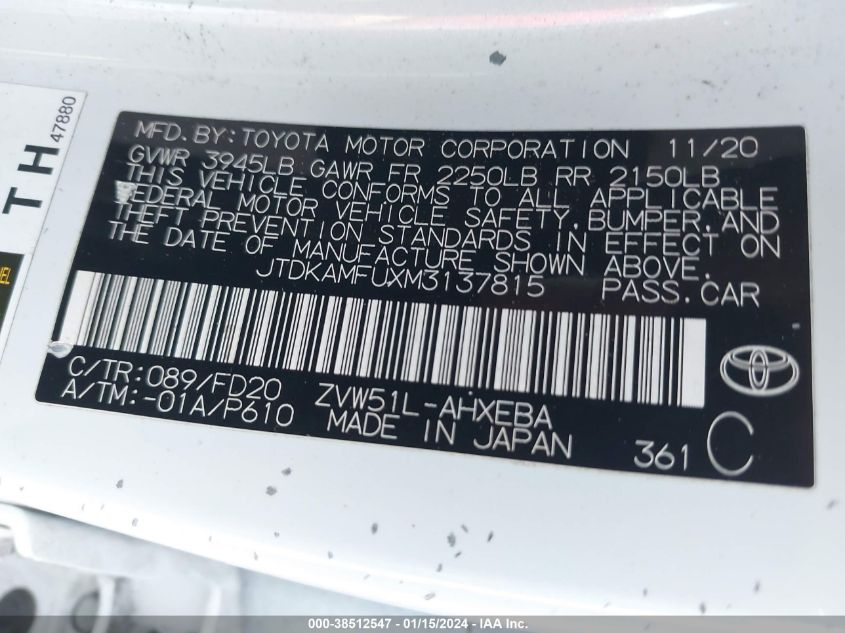 TH
47880
MFD. BY: TOYOTA MOTOR CORPORATION 11/20
GVWR 3945LB GAWR FR 2250LB RR 2150LB
THIS VEHICLE CONFORMS TO ALL APPLICABLE
FEDERAL MOTOR VEHICLE SAFETY, BUMPER, AND
THEFT PREVENTION STANDARDS IN EFFECT ON
THE DATE OF MANUFACTURE SHOWN ABOVE.
JTDKAMFUXM3137815 PASS. CAR
C/TR: 089/FD20 ZVW51L-AHXEBA
A/TM: -01A/P610 MADE IN JAPAN 361 C
000-38512547 - 01/15/2024 - IAA Inc.